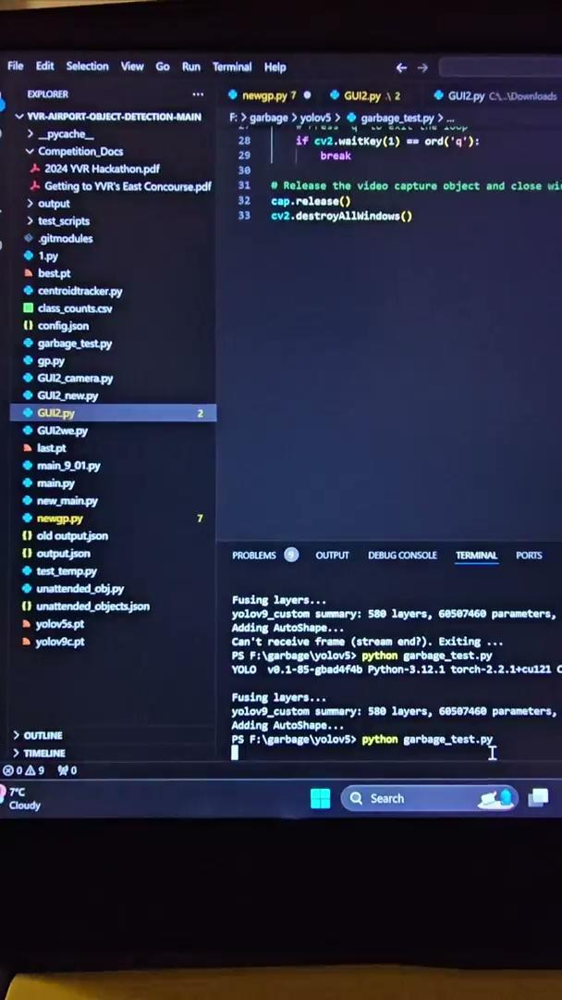 File Edit Selection View Go Run Terminal Help
EXPLORER ...
newgp.py 7 GUI2.py .\ 2 GUI2.py C:\...\Downloads
YVR-AIRPORT-OBJECT-DETECTION-MAIN
F: > garbage > yolov5 > garbage_test.py > ...
__pycache__
Competition_Docs
2024 YVR Hackathon.pdf
Getting to YVR's East Concourse.pdf
output
test_scripts
.gitmodules
1.py
best.pt
centroidtracker.py
class_counts.csv
config.json
garbage_test.py
gp.py
GUI2_camera.py
GUI2_new.py
GUI2.py 2
GUI2we.py
last.pt
main_9_01.py
main.py
new_main.py
newgp.py 7
old output.json
output.json
test_temp.py
unattended_obj.py
unattended_objects.json
yolov5s.pt
yolov9c.pt
OUTLINE
TIMELINE
28 if cv2.waitKey(1) == ord('q'):
29 break
30
31 # Release the video capture object and close
32 cap.release()
33 cv2.destroyAllWindows()
PROBLEMS 9 OUTPUT DEBUG CONSOLE TERMINAL PORTS
Fusing layers...
yolov9_custom summary: 580 layers, 60507460 parameters,
Adding AutoShape...
Can't receive frame (stream end?). Exiting ...
PS F:\garbage\yolov5> python garbage_test.py
YOLO v0.1-85-gbad4f4b Python-3.12.1 torch-2.2.1+cu121
Fusing layers...
yolov9_custom summary: 580 layers, 60507460 parameters,
Adding AutoShape...
PS F:\garbage\yolov5> python garbage_test.py
0 9 0
7°C
Cloudy
Search